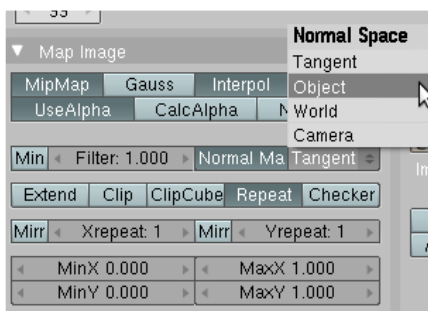 Map Image
Normal Space
Tangent
Object
World
Camera
MipMap Gauss Interpol
UseAlpha CalcAlpha
Min Filter: 1.000 Normal Ma Tangent
Extend Clip ClipCube Repeat Checker
Mirr Xrepeat: 1 Mirr Yrepeat: 1
MinX 0.000 MaxX 1.000
MinY 0.000 MaxY 1.000